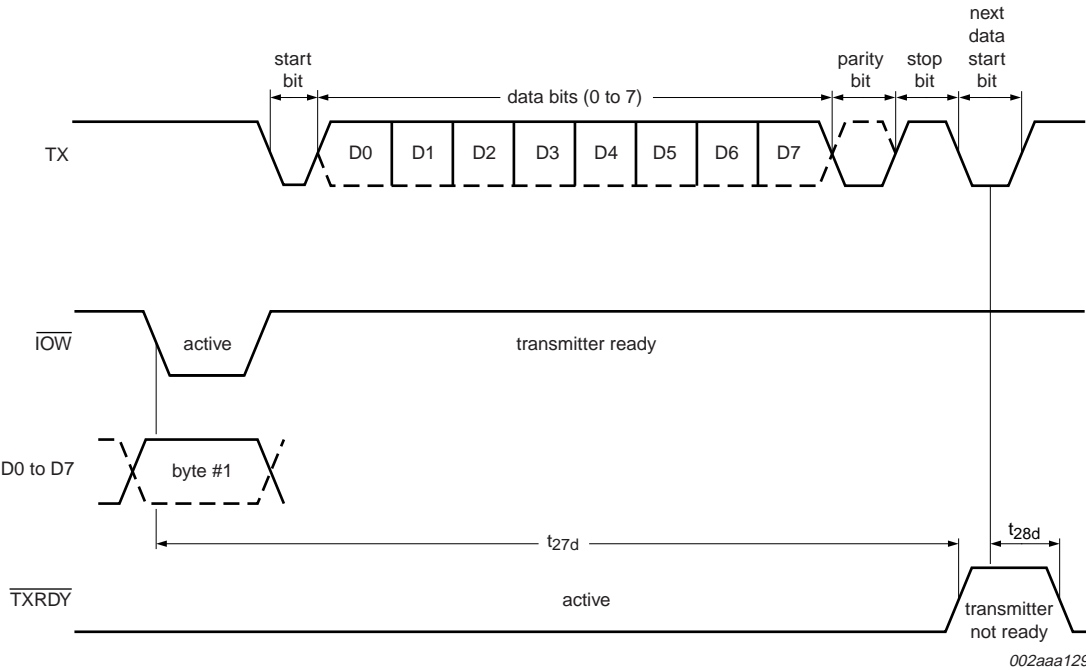 start
bit
data bits (0 to 7)
parity
bit
stop
bit
next
data
start
bit
TX
D0 D1 D2 D3 D4 D5 D6 D7
IOW
active
transmitter ready
D0 to D7
byte #1
t27d
t28d
TXRDY
active
transmitter
not ready
002aaa129